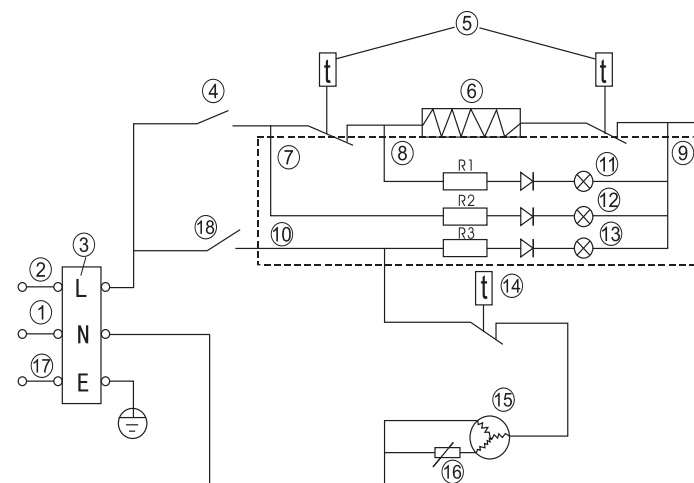 ⑤
t
t
④
⑥
⑦
⑧
⑨
R1
⑪
R2
⑫
⑱
⑩
R3
⑬
③
②
L
t
⑭
①
N
⑰
E
⑮
⑯